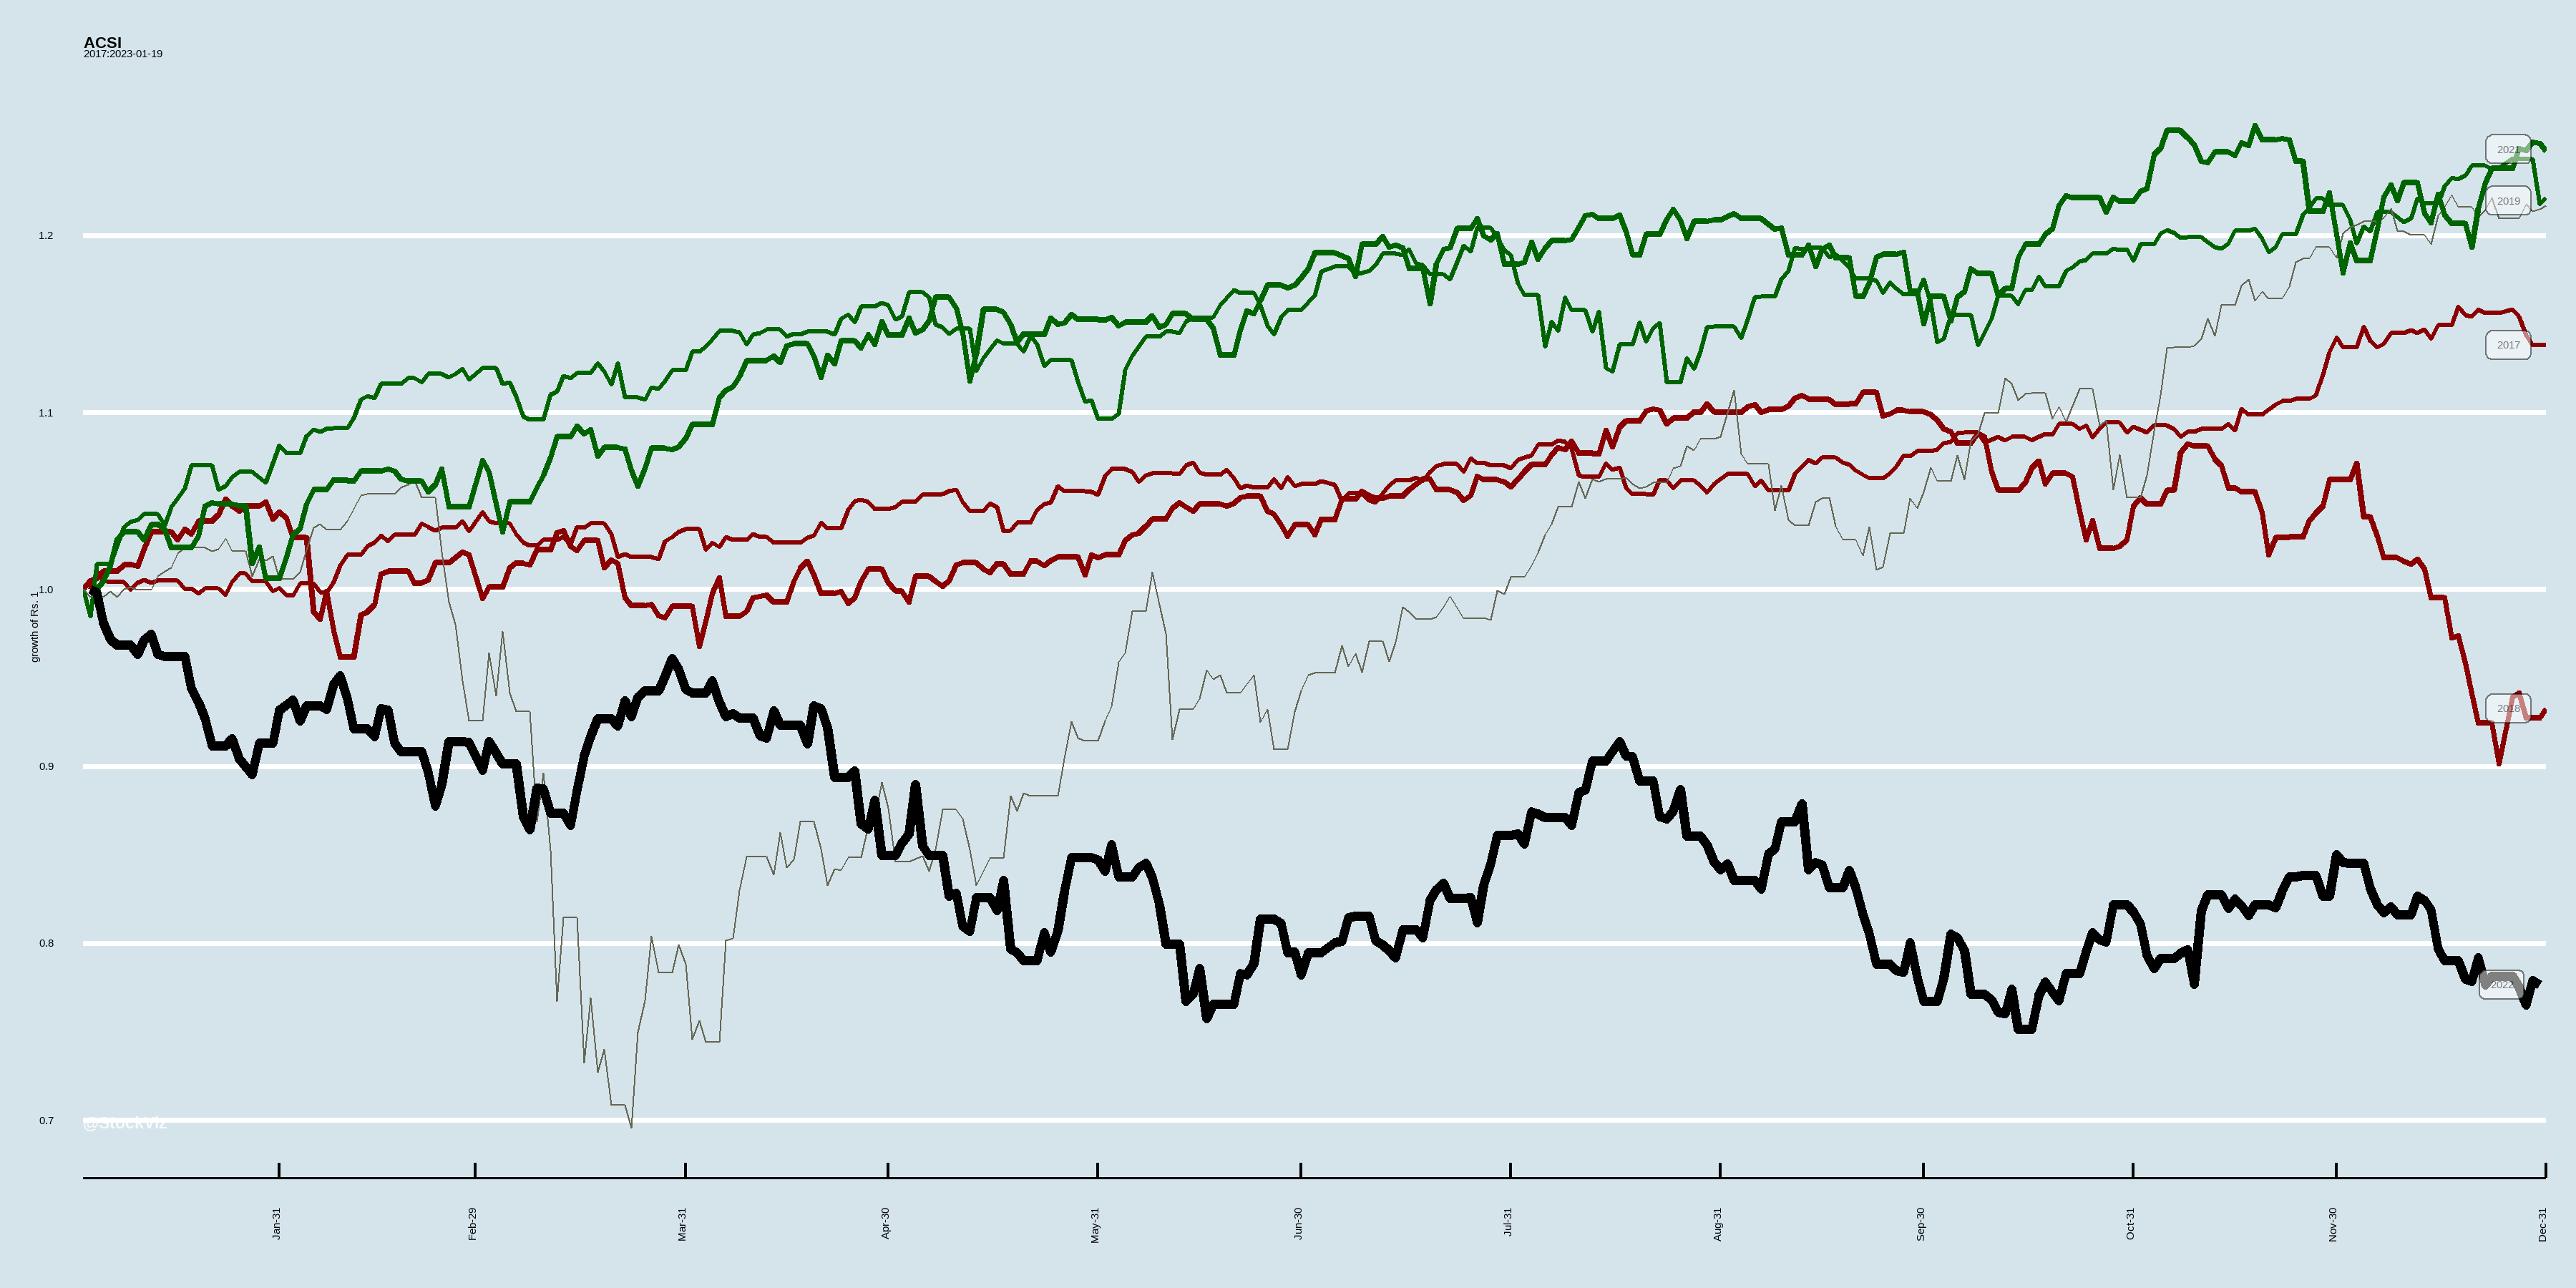 ACSI
2017:2023-01-19
2021
2019
1.2
2017
1.1
1.0
growth of Rs. 1
2018
0.9
0.8
2022
0.7
@StockViz
Jan-31
Feb-29
Mar-31
Apr-30
May-31
Jun-30
Jul-31
Aug-31
Sep-30
Oct-31
Nov-30
Dec-31